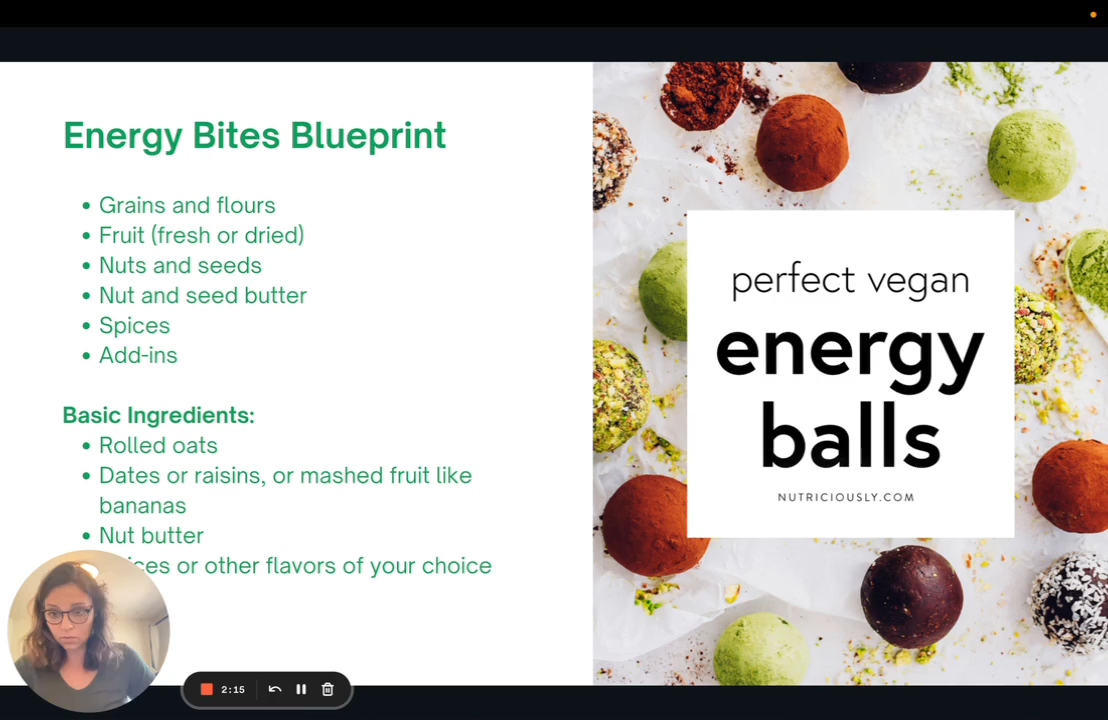 Energy Bites Blueprint
Grains and flours
Fruit (fresh or dried)
Nuts and seeds
Nut and seed butter
Spices
Add-ins
Basic Ingredients:
Rolled oats
Dates or raisins, or mashed fruit like
bananas
Nut butter
ices or other flavors of your choice
perfect vegan
energy
balls
NUTRICIOUSLY.COM
2:15